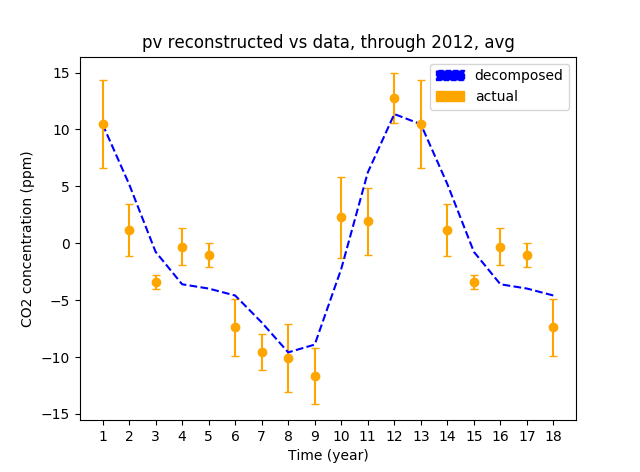 pv reconstructed vs data, through 2012, avg
decomposed
actual
CO2 concentration (ppm)
15
10
5
0
−5
−10
−15
1 2 3 4 5 6 7 8 9 10 11 12 13 14 15 16 17 18
Time (year)